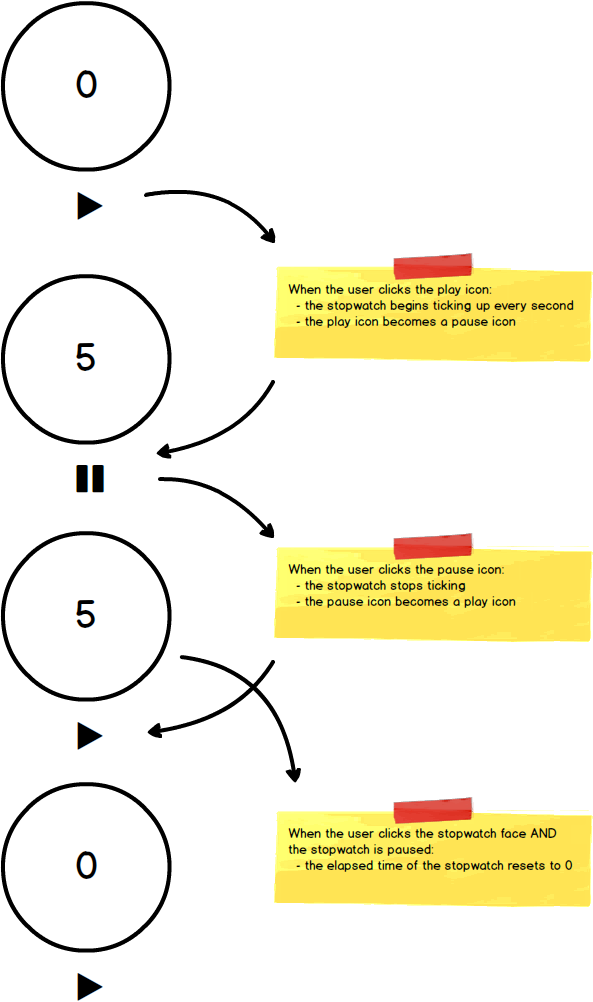 0
When the user clicks the play icon:
- the stopwatch begins ticking up every second
- the play icon becomes a pause icon
5
When the user clicks the pause icon:
- the stopwatch stops ticking
- the pause icon becomes a play icon
5
When the user clicks the stopwatch face AND
the stopwatch is paused:
- the elapsed time of the stopwatch resets to 0
0